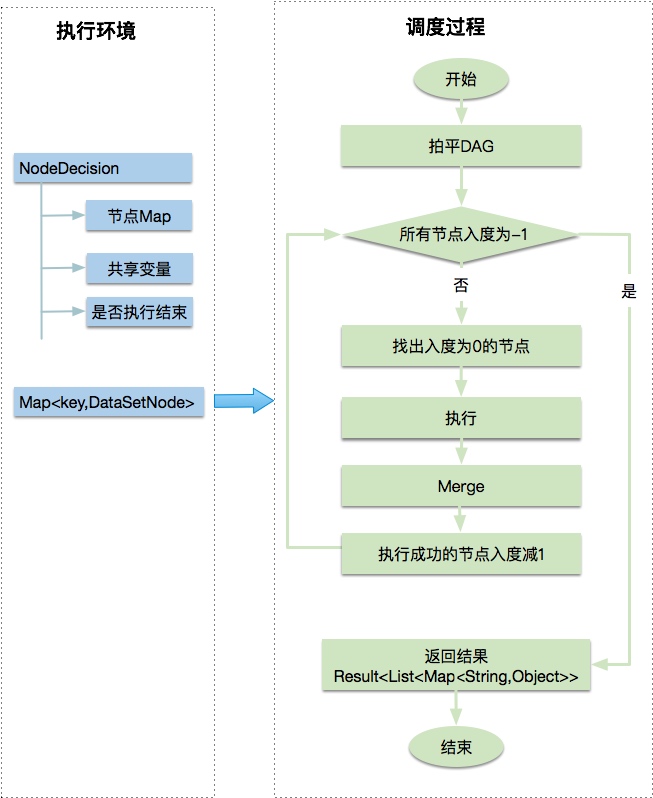 执行环境
NodeDecision
节点Map
共享变量
是否执行结束
Map<key,DataSetNode>
调度过程
开始
拍平DAG
所有节点入度为-1
否
是
找出入度为0的节点
执行
Merge
执行成功的节点入度减1
返回结果
Result<List<Map<String,Object>>
结束